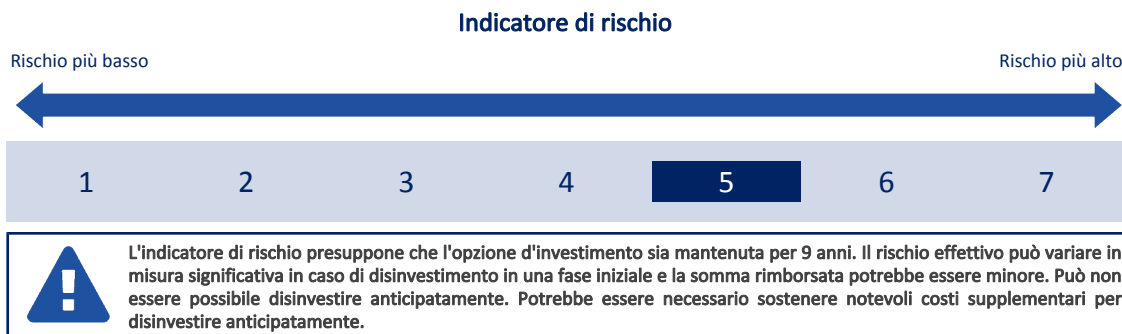 Indicatore di rischio
Rischio più basso Rischio più alto
1 2 3 4 5 6 7
L'indicatore di rischio presuppone che l'opzione d'investimento sia mantenuta per 9 anni. Il rischio effettivo può variare in
misura significativa in caso di disinvestimento in una fase iniziale e la somma rimborsata potrebbe essere minore. Può non
essere possibile disinvestire anticipatamente. Potrebbe essere necessario sostenere notevoli costi supplementari per
disinvestire anticipatamente.